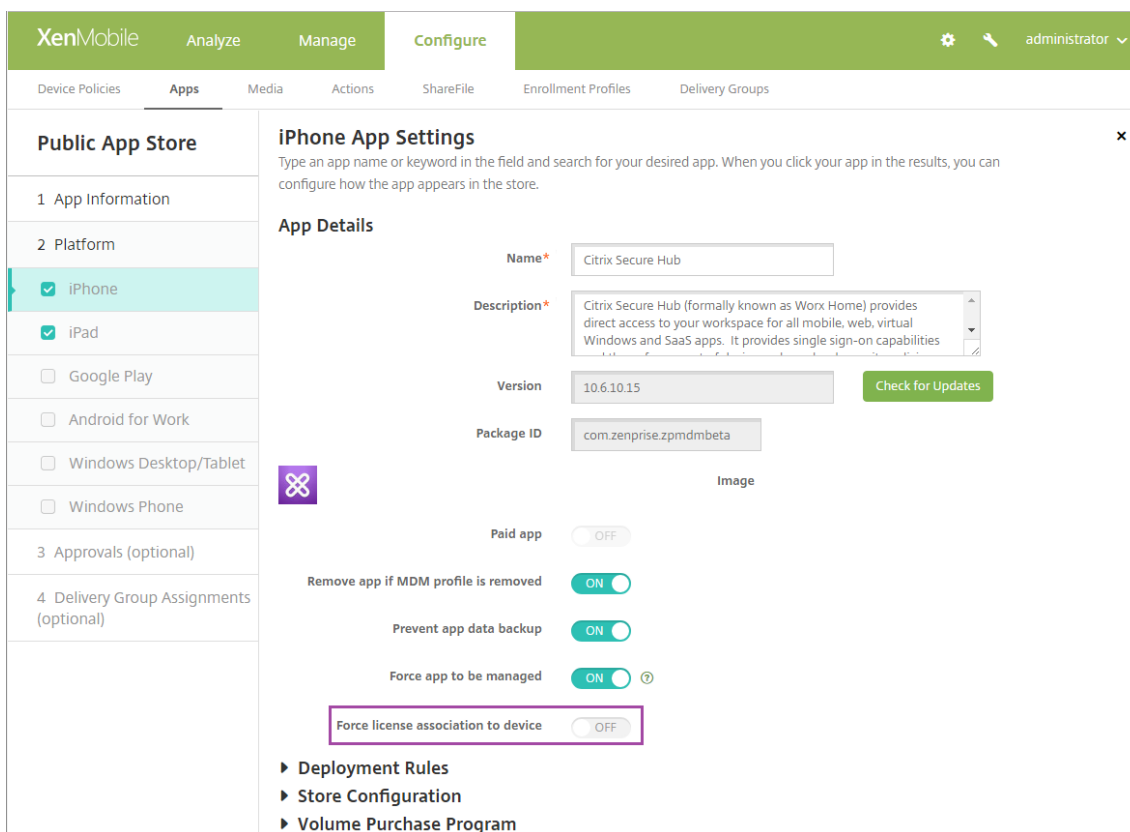 XenMobile Analyze Manage Configure administrator
Device Policies Apps Media Actions ShareFile Enrollment Profiles Delivery Groups
Public App Store
1 App Information
2 Platform
iPhone
iPad
Google Play
Android for Work
Windows Desktop/Tablet
Windows Phone
3 Approvals (optional)
4 Delivery Group Assignments
(optional)
iPhone App Settings
Type an app name or keyword in the field and search for your desired app. When you click your app in the results, you can
configure how the app appears in the store.
App Details
Name* Citrix Secure Hub
Description* Citrix Secure Hub (formally known as Worx Home) provides
direct access to your workspace for all mobile, web, virtual
Windows and SaaS apps. It provides single sign-on capabilities
Version 10.6.10.15 Check for Updates
Package ID com.zenprise.zpmdmbeta
Image
Paid app OFF
Remove app if MDM profile is removed ON
Prevent app data backup ON
Force app to be managed ON ?
Force license association to device OFF
Deployment Rules
Store Configuration
Volume Purchase Program